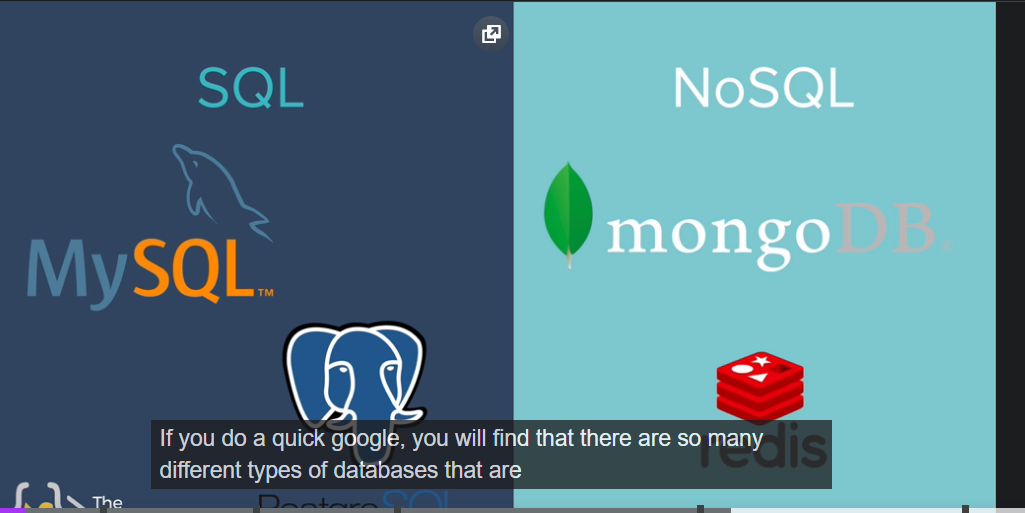 SQL
NoSQL
MySQL™
mongoDB®
redis
If you do a quick google, you will find that there are so many
different types of databases that are
The
PostgreSQL